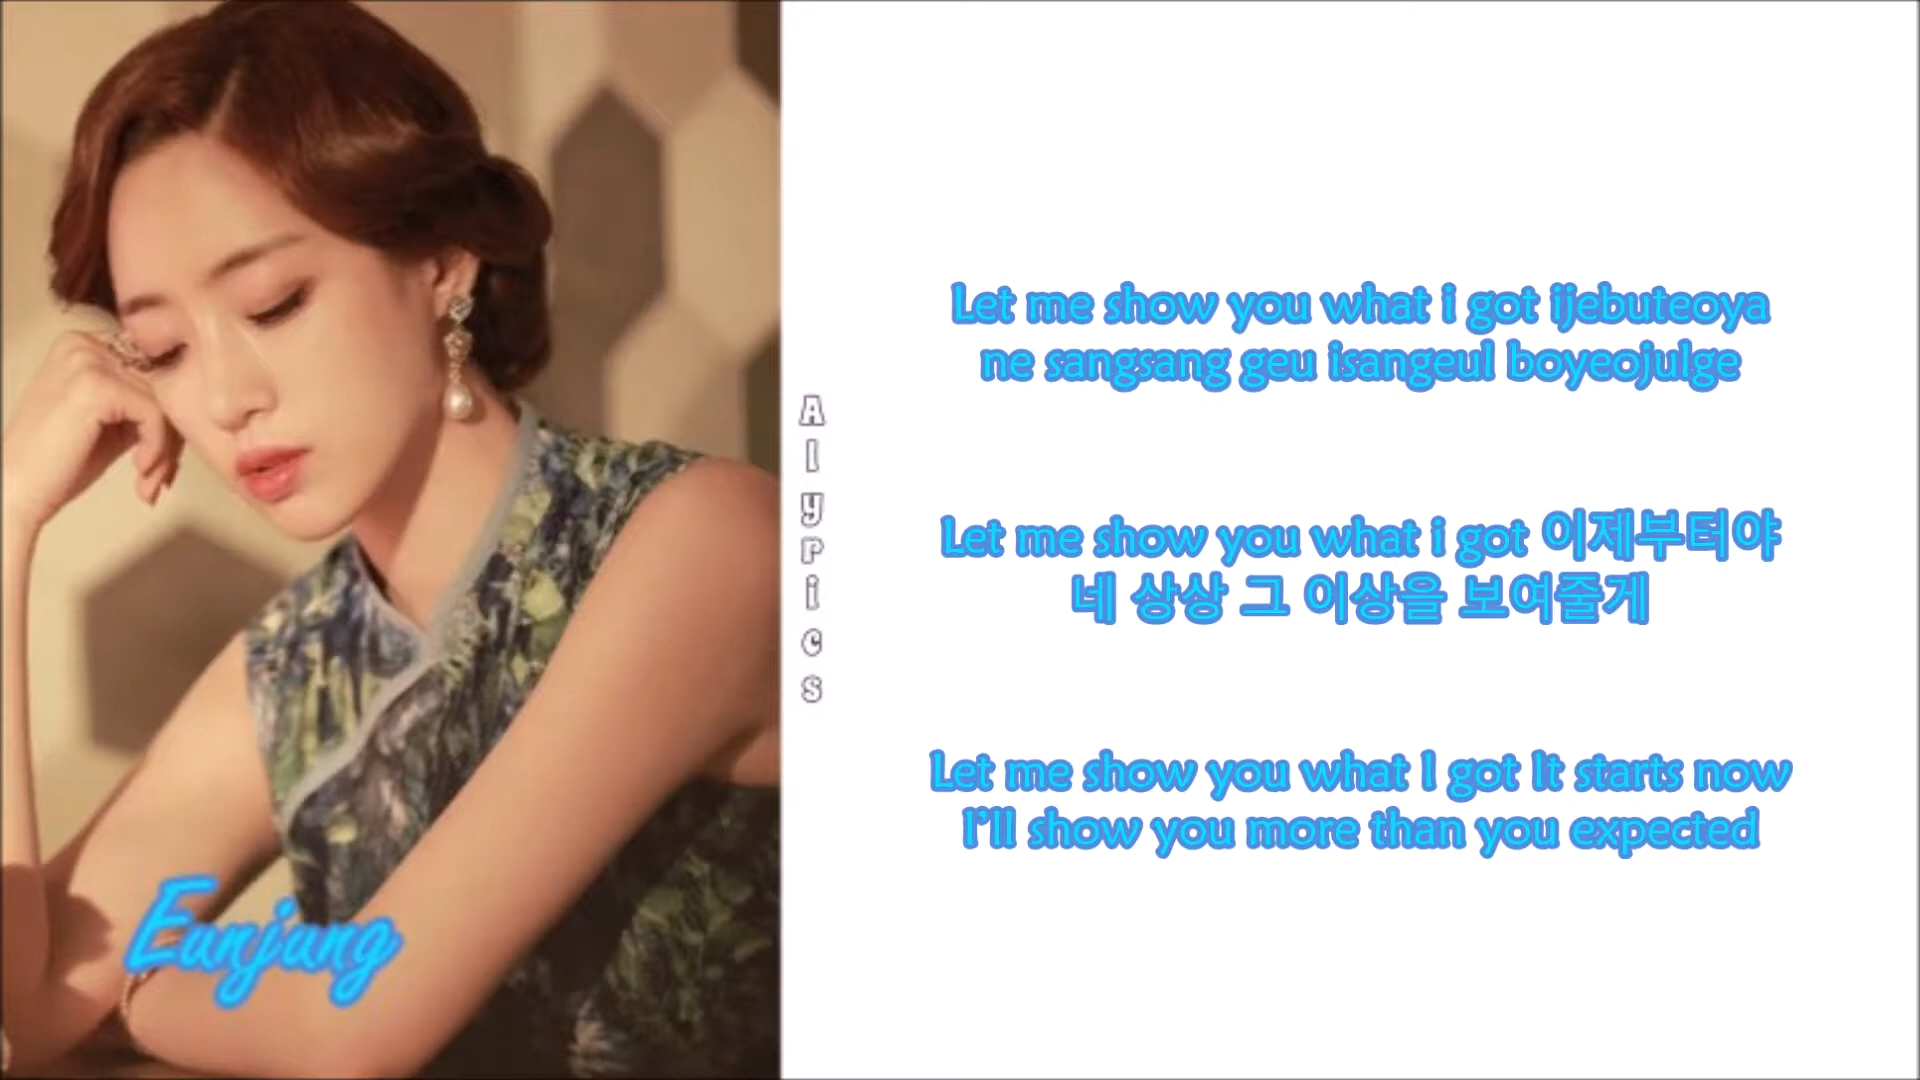 Let me show you what i got ijebuteoya
ne sangsang geu isangeul boyeojulge
Let me show you what i got 이제부터야
네 상상 그 이상을 보여줄게
Let me show you what I got It starts now
I'll show you more than you expected
Alyrics
Eunjung